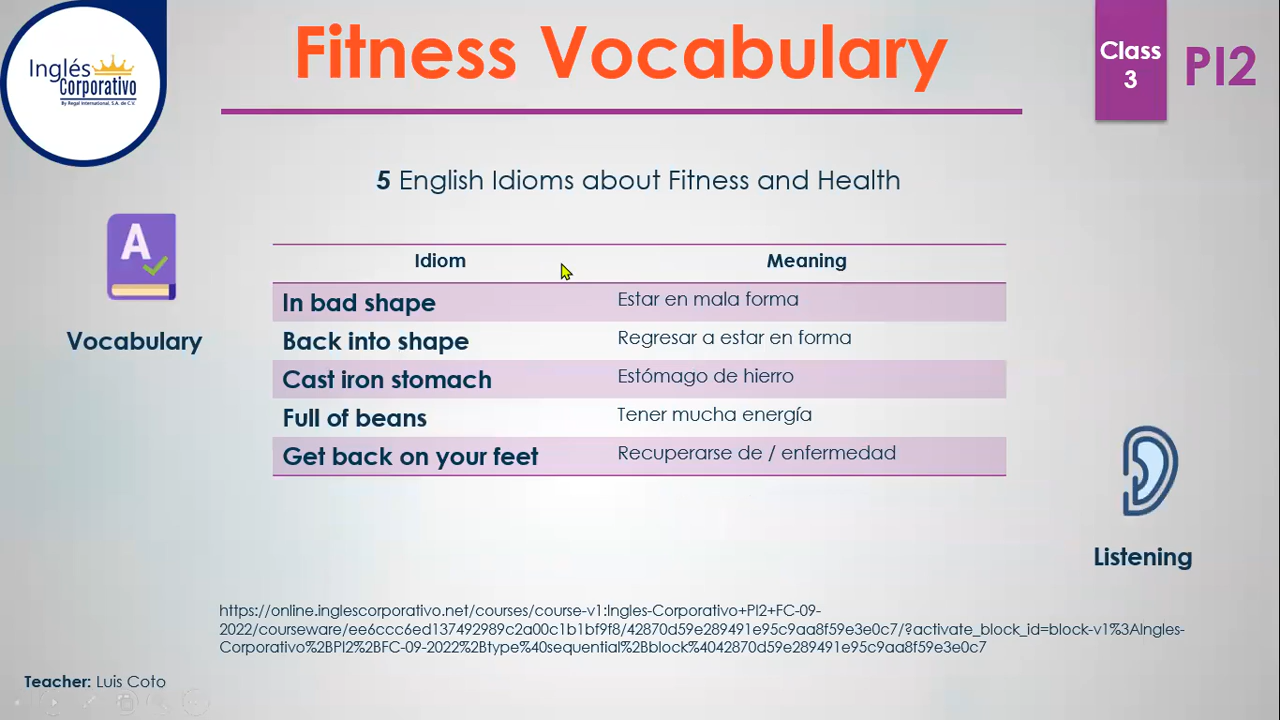 Inglés
Corporativo
By Regal International, S.A. de C.V.
Fitness Vocabulary
Class
3
PI2
5 English Idioms about Fitness and Health
A
Vocabulary
Idiom Meaning
In bad shape Estar en mala forma
Back into shape Regresar a estar en forma
Cast iron stomach Estómago de hierro
Full of beans Tener mucha energía
Get back on your feet Recuperarse de / enfermedad
Listening
https://online.inglescorporativo.net/courses/course-v1:Ingles-Corporativo+PI2+FC-09-
2022/courseware/ee6ccc6ed137492989c2a00c1b1bf9f8/42870d59e289491e95c9aa8f59e3e0c7/?activate_block_id=block-v1%3AIngles-
Corporativo%2BPI2%2BFC-09-2022%2Btype%40sequential%2Bblock%4042870d59e289491e95c9aa8f59e3e0c7
Teacher: Luis Coto